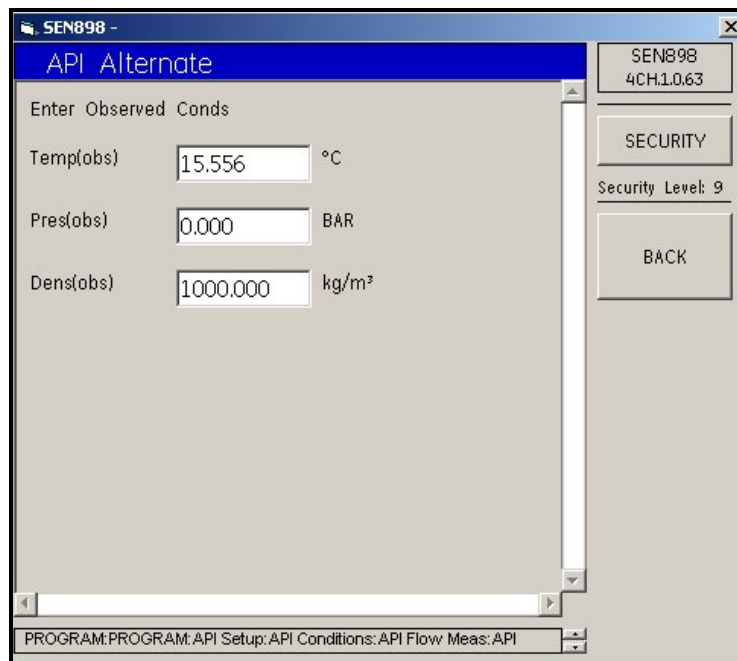 SEN898 -
API Alternate
Enter Observed Conds
Temp(obs) 15.556 °C
Pres(obs) 0.000 BAR
Dens(obs) 1000.000 kg/m³
SEN898
4CH.1.0.63
SECURITY
Security Level: 9
BACK
PROGRAM:PROGRAM:API Setup:API Conditions:API Flow Meas:API